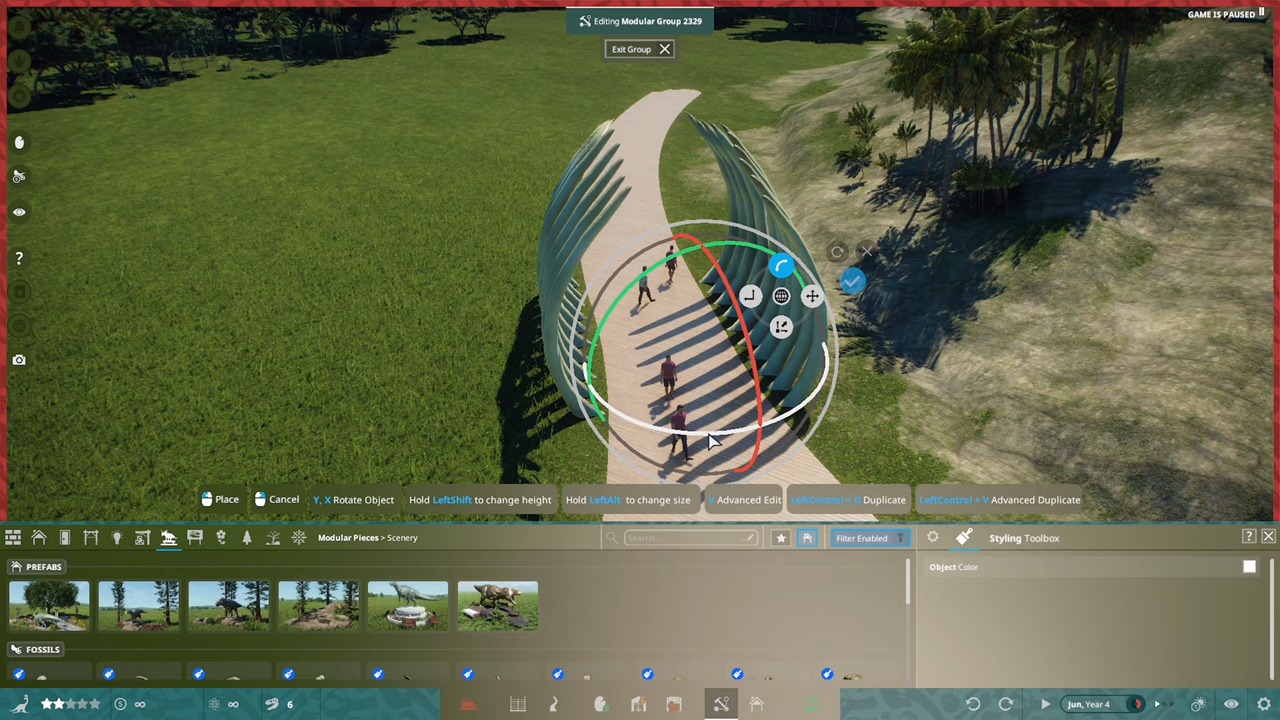 Editing Modular Group 2329
GAME IS PAUSED
Exit Group
?
Place
Cancel
Y, X Rotate Object
Hold LeftShift to change height
Hold LeftAlt to change size
V Advanced Edit
LeftControl + D Duplicate
LeftControl + V Advanced Duplicate
Modular Pieces > Scenery
Search...
Filter Enabled
Styling Toolbox
?
PREFABS
Object Color
FOSSILS
∞
∞
6
Jun, Year 4